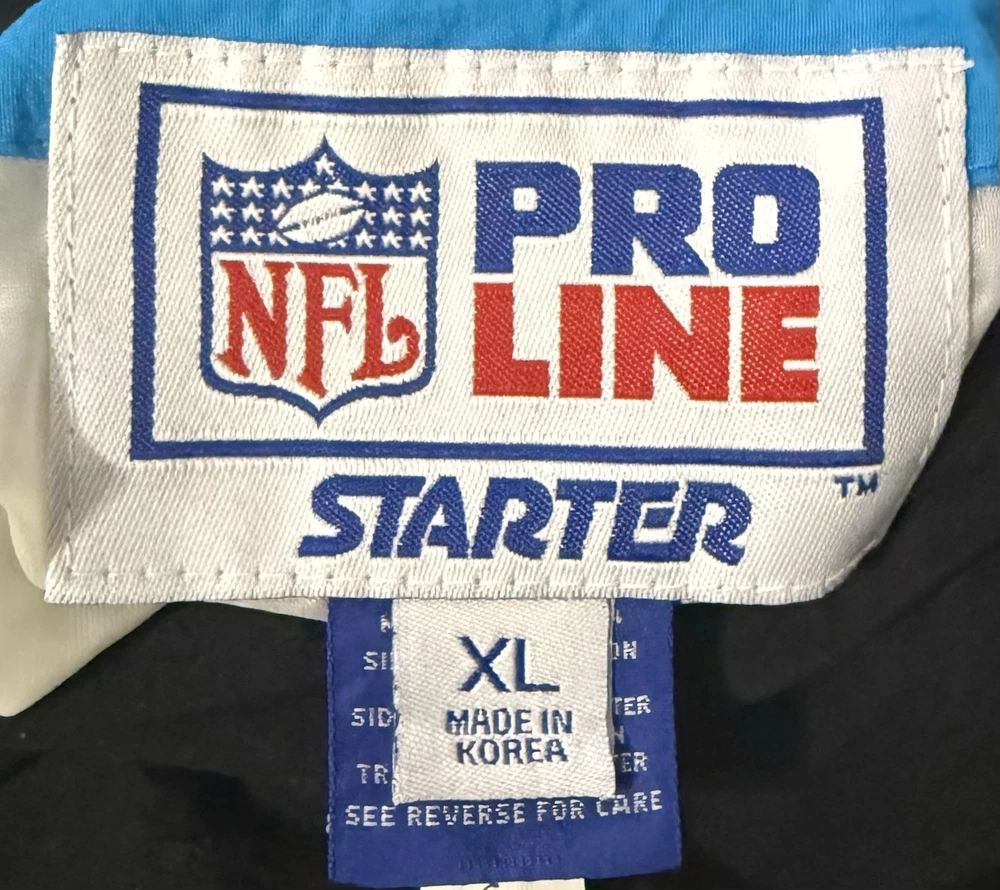 NFL
PRO
LINE
STARTER
TM
XL
MADE IN
KOREA
SEE REVERSE FOR CARE